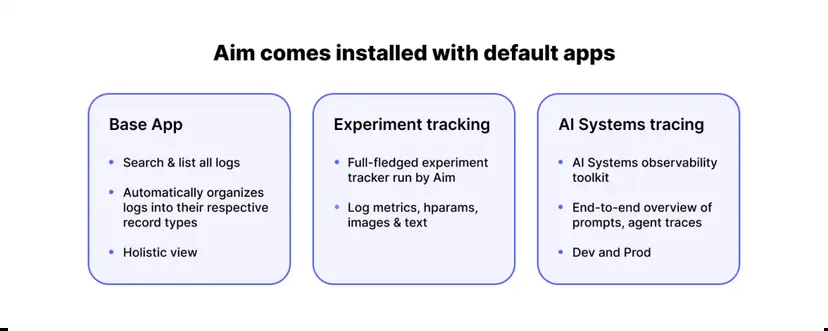 Aim comes installed with default apps
Base App
Search & list all logs
Automatically organizes
logs into their respective
record types
Holistic view
Experiment tracking
Full-fledged experiment
tracker run by Aim
Log metrics, hparams,
images & text
AI Systems tracing
AI Systems observability
toolkit
End-to-end overview of
prompts, agent traces
Dev and Prod